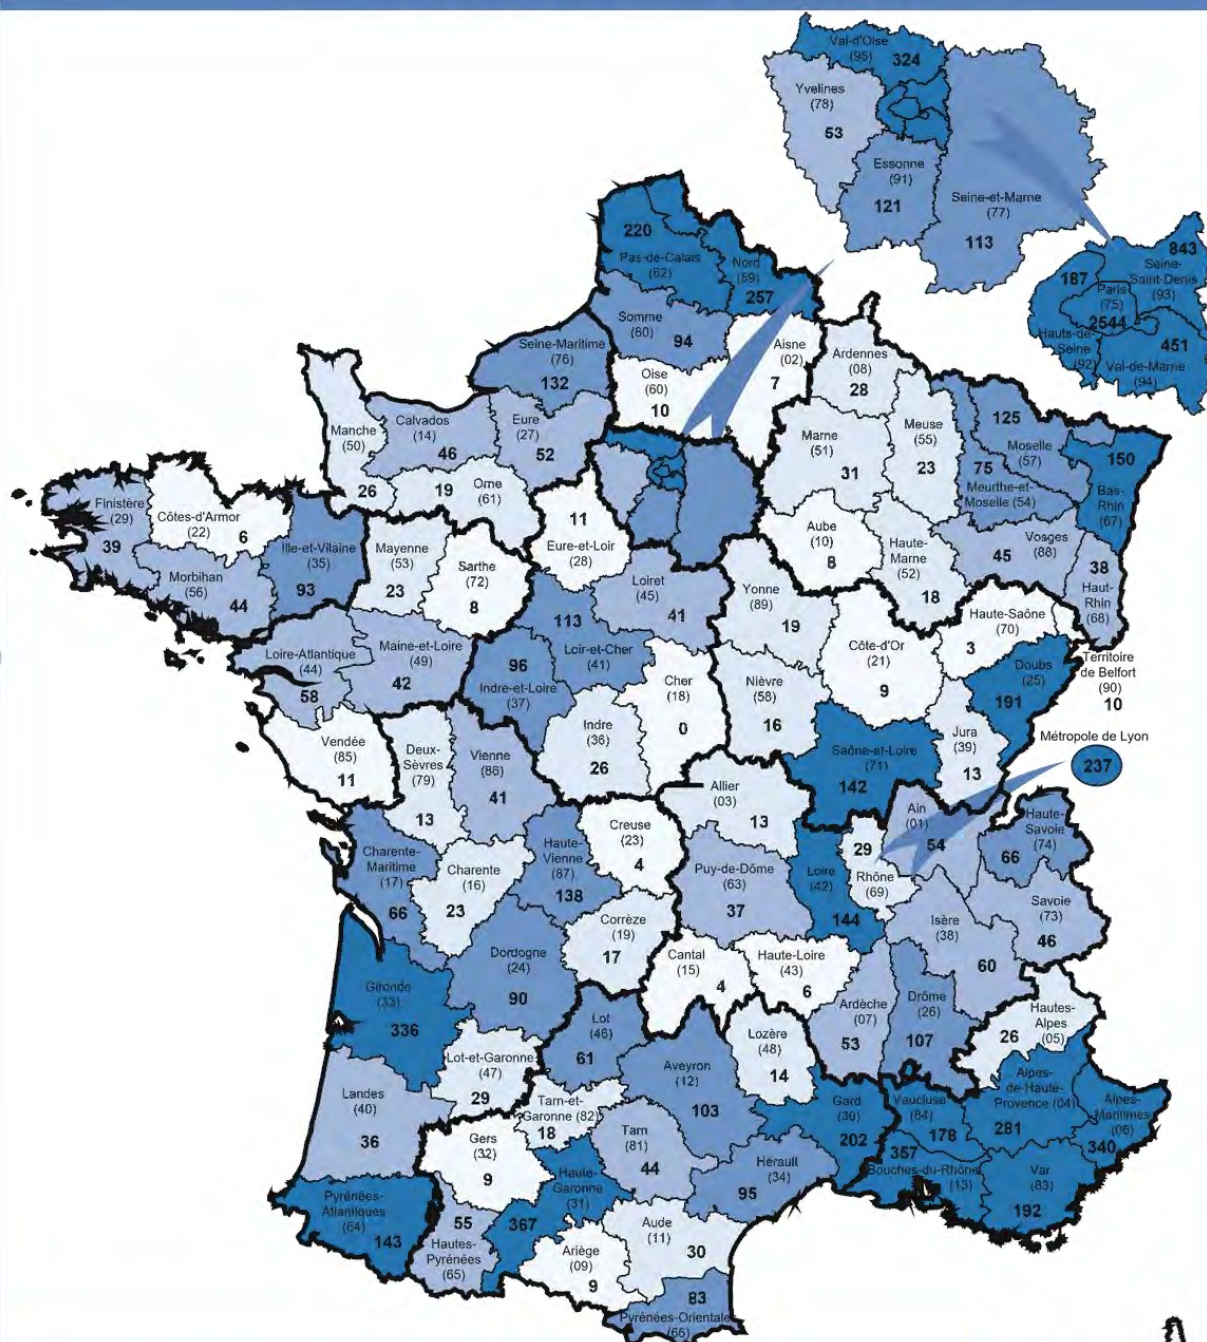 Val-d'Oise
(95)
324
Yvelines
(78)
53
Essonne
(91)
121
Seine-et-Marne
(77)
113
843
Seine-
Saint-Denis
(93)
187
Paris
(75)
2544
Hauts-de-
Seine
(92)
451
Val-de-Marne
(94)
220
Pas-de-Calais
(62)
Nord
(59)
257
Somme
(80)
94
Seine-Maritime
(76)
132
Oise
(60)
10
Aisne
(02)
7
Ardennes
(08)
28
Manche
(50)
26
Calvados
(14)
46
Eure
(27)
52
19
Orne
(61)
Marne
(51)
31
Meuse
(55)
23
125
Moselle
(57)
75
Meurthe-et-
Moselle (54)
150
Bas-
Rhin
(67)
Finistère
(29)
39
Côtes-d'Armor
(22)
6
Ille-et-Vilaine
(35)
93
Morbihan
(56)
44
Mayenne
(53)
23
Sarthe
(72)
8
11
Eure-et-Loir
(28)
Aube
(10)
8
Haute-
Marne
(52)
18
Vosges
(88)
45
38
Haut-
Rhin
(68)
Loiret
(45)
41
Yonne
(89)
19
Haute-Saône
(70)
3
Loire-Atlantique
(44)
58
Maine-et-Loire
(49)
42
113
Loir-et-Cher
(41)
96
Indre-et-Loire
(37)
Côte-d'Or
(21)
9
Doubs
(25)
191
Territoire
de Belfort
(90)
10
Cher
(18)
0
Nièvre
(58)
16
Vendée
(85)
11
Deux-
Sèvres
(79)
13
Vienne
(86)
41
Indre
(36)
26
Saône-et-Loire
(71)
142
Jura
(39)
13
Métropole de Lyon
237
Allier
(03)
13
Creuse
(23)
4
Haute-
Vienne
(87)
138
Charente-
Maritime
(17)
66
Charente
(16)
23
Puy-de-Dôme
(63)
37
Loire
(42)
144
29
Rhône
(69)
Ain
(01)
54
Haute-
Savoie
(74)
66
Savoie
(73)
46
Isère
(38)
60
Corrèze
(19)
17
Dordogne
(24)
90
Cantal
(15)
4
Haute-Loire
(43)
6
Gironde
(33)
336
Lot
(46)
61
Aveyron
(12)
103
Lozère
(48)
14
Ardèche
(07)
53
Drôme
(26)
107
Hautes-
Alpes
(05)
26
Lot-et-Garonne
(47)
29
Landes
(40)
36
Tarn-et-
Garonne (82)
18
Tarn
(81)
44
Gard
(30)
202
Vaucluse
(84)
178
Alpes-
de-Haute-
Provence (04)
281
Alpes-
Maritimes
(06)
340
Gers
(32)
9
Haute-
Garonne
(31)
367
Hérault
(34)
95
357
Bouches-du-Rhône
(13)
Var
(83)
192
Pyrénées-
Atlantiques
(64)
143
55
Hautes-
Pyrénées
(65)
Ariège
(09)
9
Aude
(11)
30
83
Pyrénées-Orientales
(66)